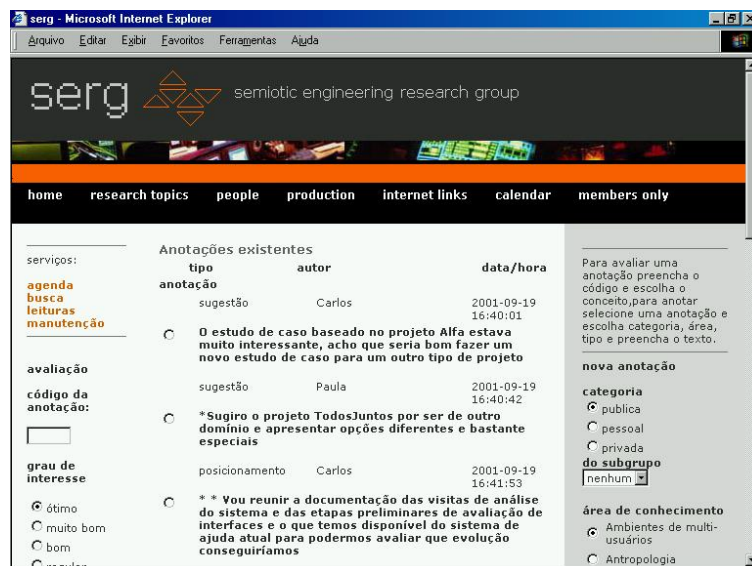 serg - Microsoft Internet Explorer
Arquivo Editar Exibir Favoritos Ferramentas Ajuda
serg semiotic engineering research group
home research topics people production internet links calendar members only
serviços:
agenda
busca
leituras
manutenção
avaliação
código da
anotação:
grau de
interesse
ótimo
muito bom
bom
regular
Anotações existentes
tipo autor data/hora
anotação
sugestão Carlos 2001-09-19
16:40:01
O estudo de caso baseado no projeto Alfa estava
muito interessante, acho que seria bom fazer um
novo estudo de caso para um outro tipo de projeto
sugestão Paula 2001-09-19
16:40:42
*Sugiro o projeto TodosJuntos por ser de outro
domínio e apresentar opções diferentes e bastante
especiais
posicionamento Carlos 2001-09-19
16:41:53
* * Vou reunir a documentação das visitas de análise
do sistema e das etapas preliminares de avaliação de
interfaces e o que temos disponível do sistema de
ajuda atual para podermos avaliar que evolução
conseguiríamos
Para avaliar uma
anotação preencha o
código e escolha o
conceito,para anotar
selecione uma anotação e
escolha categoria, área,
tipo e preencha o texto.
nova anotação
categoria
publica
pessoal
privada
do subgrupo
nenhum
área de conhecimento
Ambientes de multi-
usuários
Antropologia